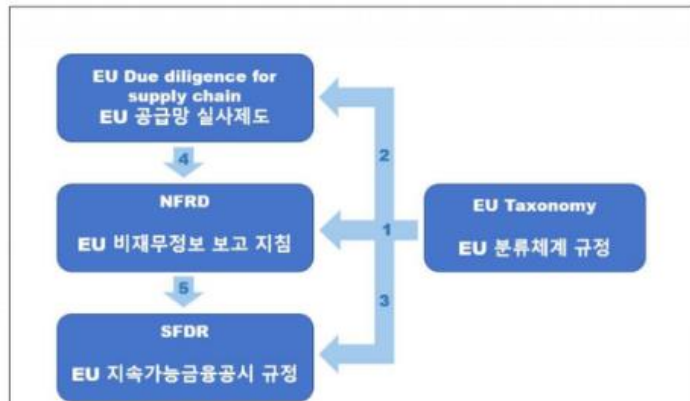 EU Due diligence for
supply chain
EU 공급망 실사제도
4
2
NFRD
EU 비재무정보 보고 지침
1
EU Taxonomy
EU 분류체계 규정
5
3
SFDR
EU 지속가능금융공시 규정